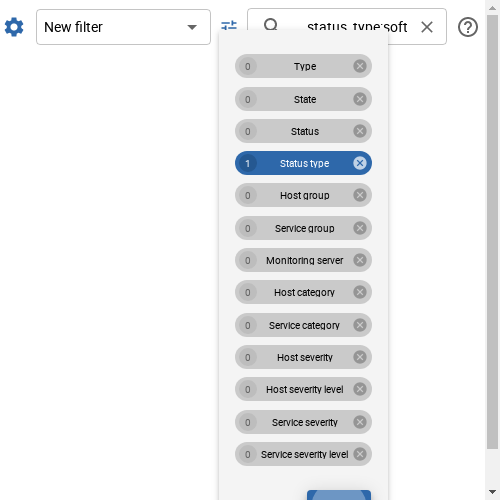 New filter
status_type:soft
0 Type
0 State
0 Status
1 Status type
0 Host group
0 Service group
0 Monitoring server
0 Host category
0 Service category
0 Host severity
0 Host severity level
0 Service severity
0 Service severity level